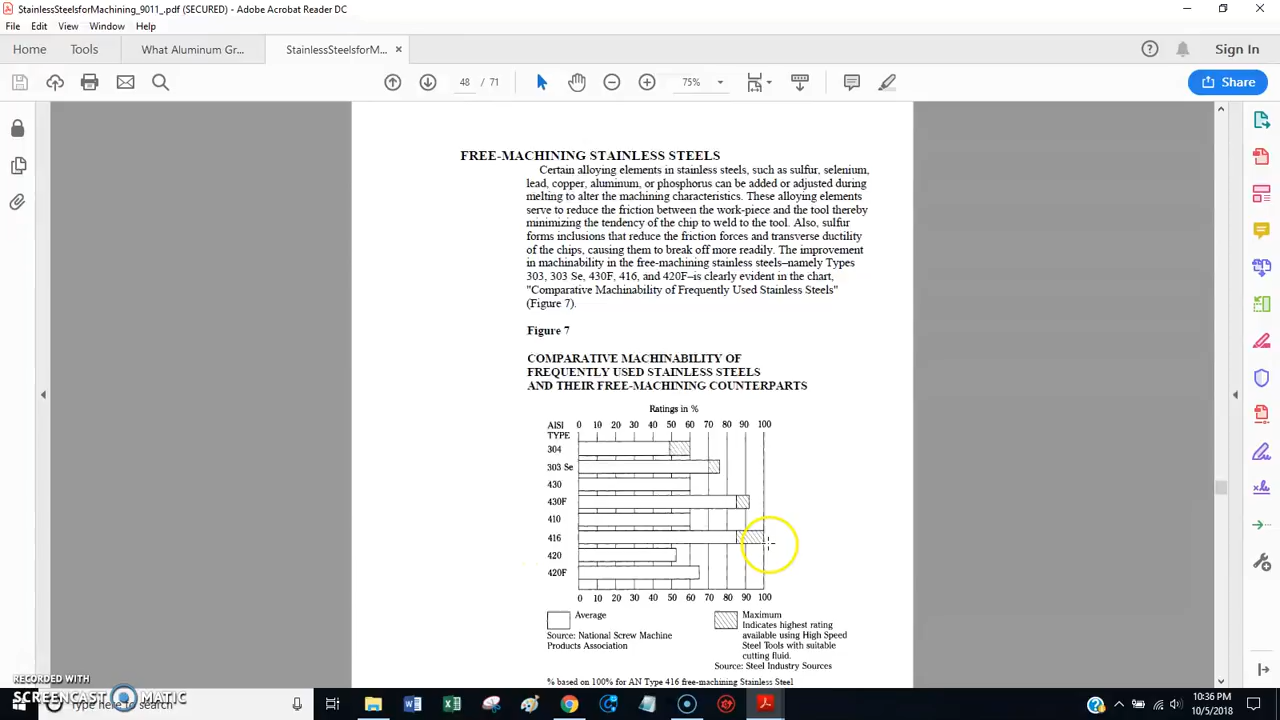 StainlessSteelsforMachining_9011_.pdf (SECURED) - Adobe Acrobat Reader DC
File Edit View Window Help
Home Tools What Aluminum Gr... StainlessSteelsforM... × Sign In
48 / 71 75% Share
FREE-MACHINING STAINLESS STEELS
Certain alloying elements in stainless steels, such as sulfur, selenium,
lead, copper, aluminum, or phosphorus can be added or adjusted during
melting to alter the machining characteristics. These alloying elements
serve to reduce the friction between the work-piece and the tool thereby
minimizing the tendency of the chip to weld to the tool. Also, sulfur
forms inclusions that reduce the friction forces and transverse ductility
of the chips, causing them to break off more readily. The improvement
in machinability in the free-machining stainless steels–namely Types
303, 303 Se, 430F, 416, and 420F–is clearly evident in the chart,
"Comparative Machinability of Frequently Used Stainless Steels"
(Figure 7).
Figure 7
COMPARATIVE MACHINABILITY OF
FREQUENTLY USED STAINLESS STEELS
AND THEIR FREE-MACHINING COUNTERPARTS
Ratings in %
AISI TYPE
0 10 20 30 40 50 60 70 80 90 100
304
303 Se
430
430F
410
416
420
420F
0 10 20 30 40 50 60 70 80 90 100
Average
Source: National Screw Machine
Products Association
Maximum
Indicates highest rating
available using High Speed
Steel Tools with suitable
cutting fluid.
Source: Steel Industry Sources
% based on 100% for AN Type 416 free-machining Stainless Steel
RECORDED WITH
SCREENCAST MATIC
Type here to search
10:36 PM
10/5/2018